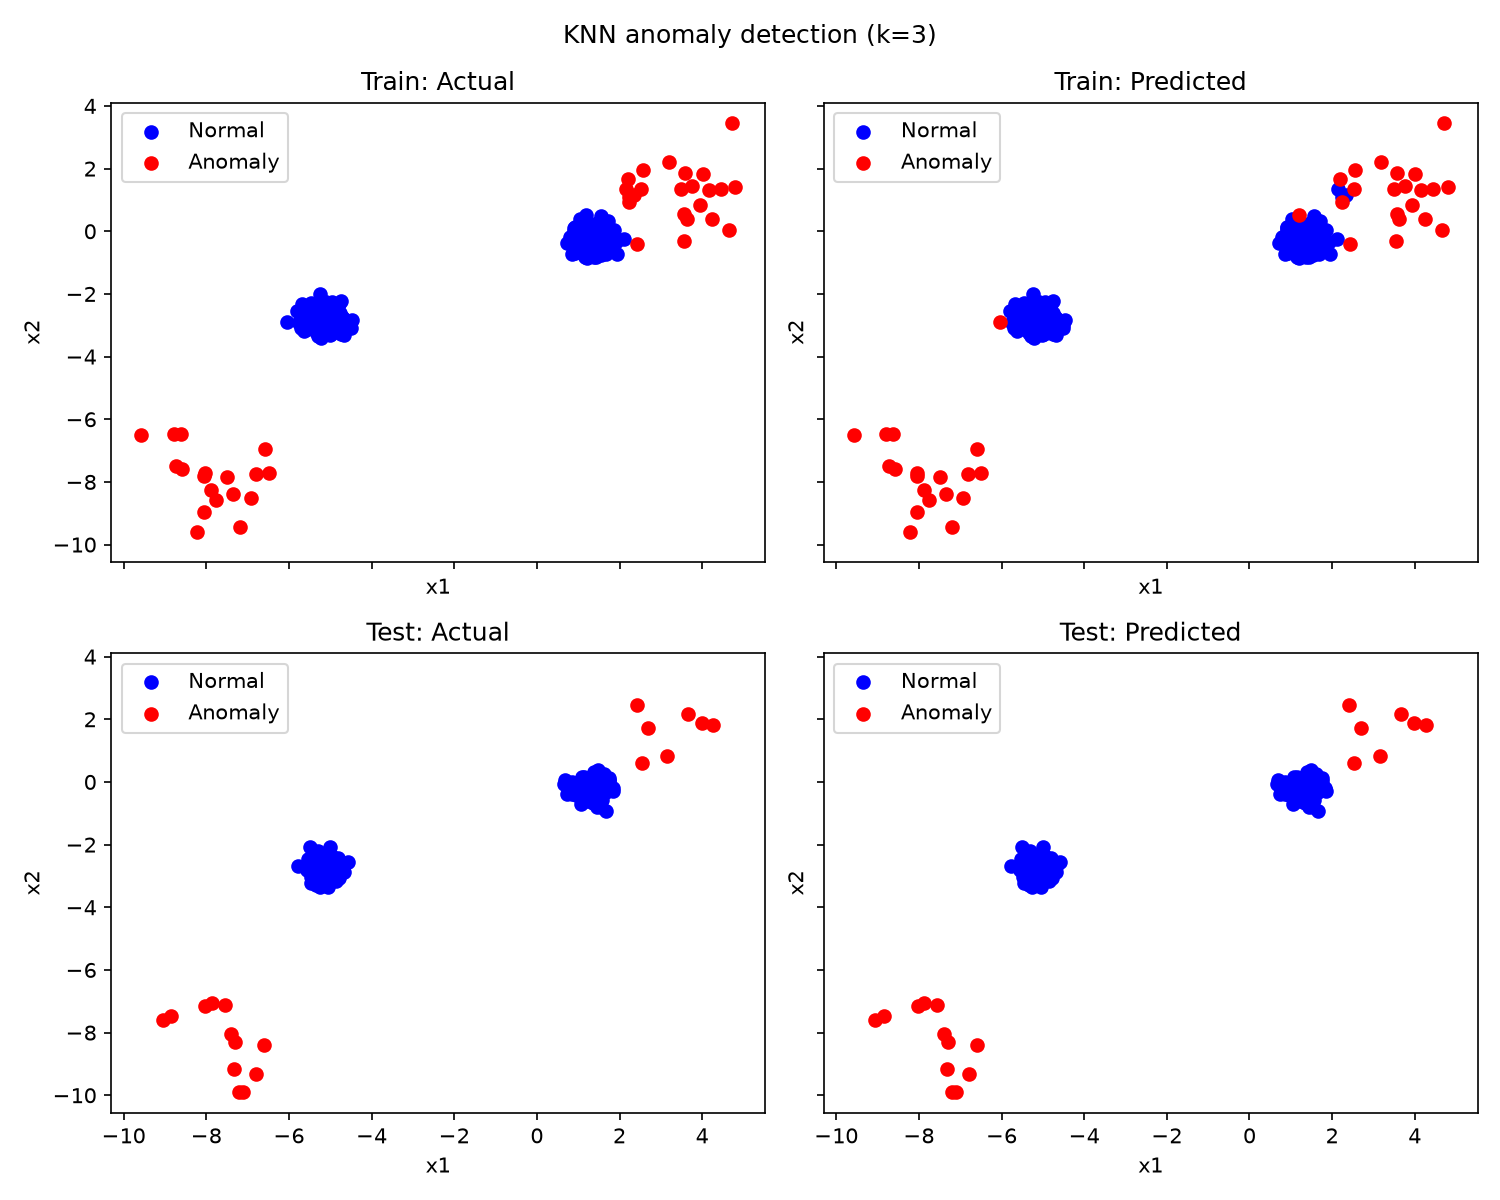 KNN anomaly detection (k=3)
Train: Actual
Train: Predicted
4
2
0
−2
−4
−6
−8
−10
x2
Normal
Anomaly
x1
x2
Normal
Anomaly
x1
Test: Actual
Test: Predicted
4
2
0
−2
−4
−6
−8
−10
x2
Normal
Anomaly
−10 −8 −6 −4 −2 0 2 4
x1
x2
Normal
Anomaly
−10 −8 −6 −4 −2 0 2 4
x1